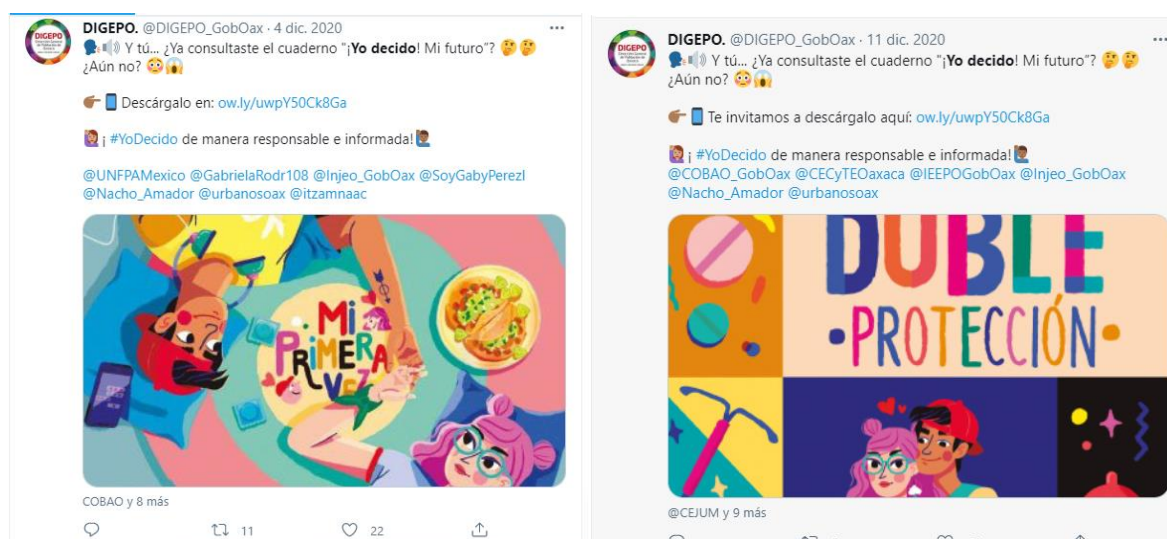 DIGEPO. @DIGEPO_GobOax · 4 dic. 2020
Y tú... ¿Ya consultaste el cuaderno "¡Yo decido! Mi futuro"?
¿Aún no?
Descárgalo en: ow.ly/uwpY50Ck8Ga
¡ #YoDecido de manera responsable e informada!
@UNFPAMexico @GabrielaRodr108 @Injeo_GobOax @SoyGabyPerezl
@Nacho_Amador @urbanosoax @itzamnaac
MI
PRIMERA
VEZ
COBAO y 8 más
11
22
DIGEPO
DIGEPO. @DIGEPO_GobOax · 11 dic. 2020
Y tú... ¿Ya consultaste el cuaderno "¡Yo decido! Mi futuro"?
¿Aún no?
Te invitamos a descárgalo aquí: ow.ly/uwpY50Ck8Ga
¡ #YoDecido de manera responsable e informada!
@COBAO_GobOax @CECyTEOaxaca @IEEPOGobOax @Injeo_GobOax
@Nacho_Amador @urbanosoax
DIGEPO
DOBLE
•PROTECCIÓN•
@CEJUM y 9 más